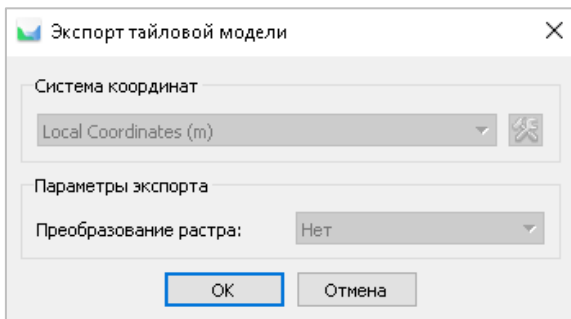 Экспорт тайловой модели
Система координат
Local Coordinates (m)
Параметры экспорта
Преобразование растра: Нет
OK Отмена